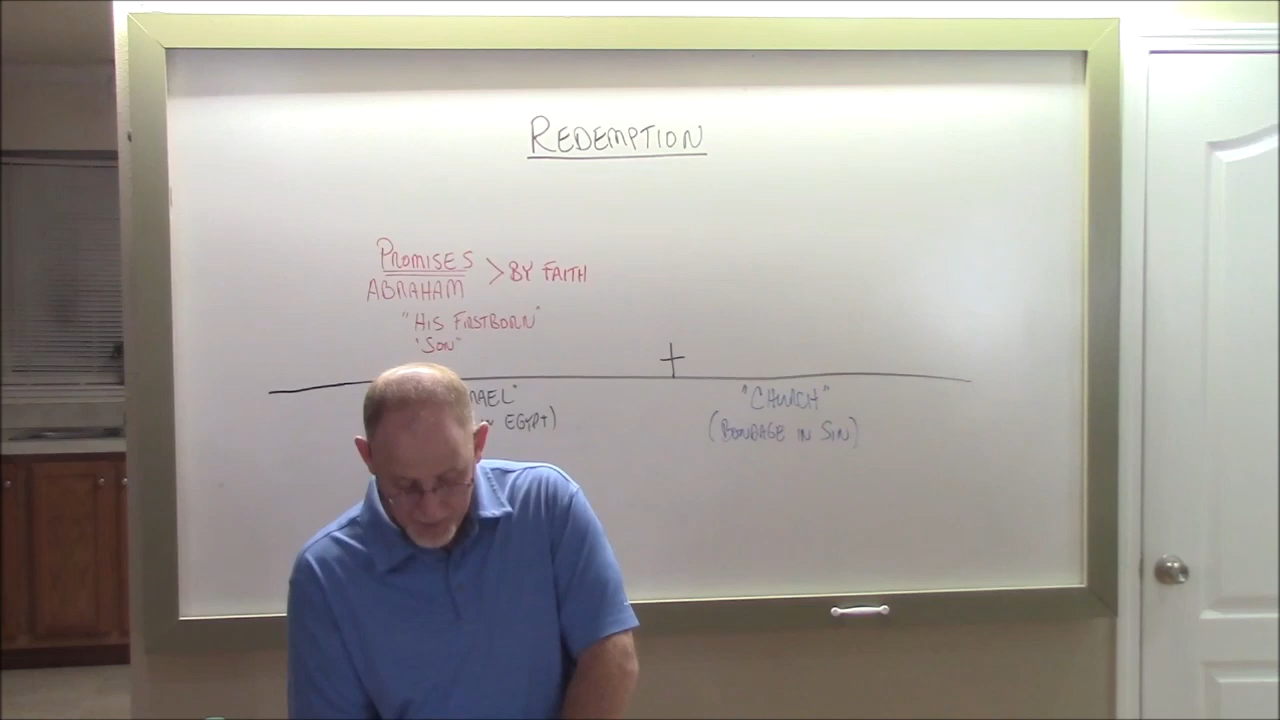 REDEMPTION
PROMISES
ABRAHAM > BY FAITH
"HIS FIRSTBORN"
"SON"
"CHURCH"
EGYPT)
(BONDAGE IN SIN)